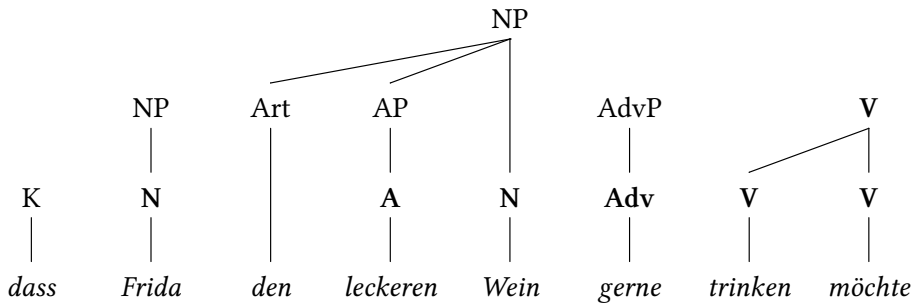 NP
NP Art AP AdvP V
K N A N Adv V V
dass Frida den leckeren Wein gerne trinken möchte